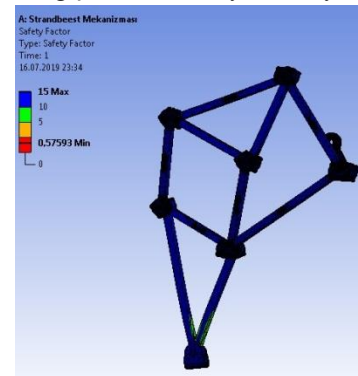 A: Strandbeest Mekanizması
Safety Factor
Type: Safety Factor
Time: 1
16.07.2019 23:34
15 Max
10
5
0,57593 Min
0